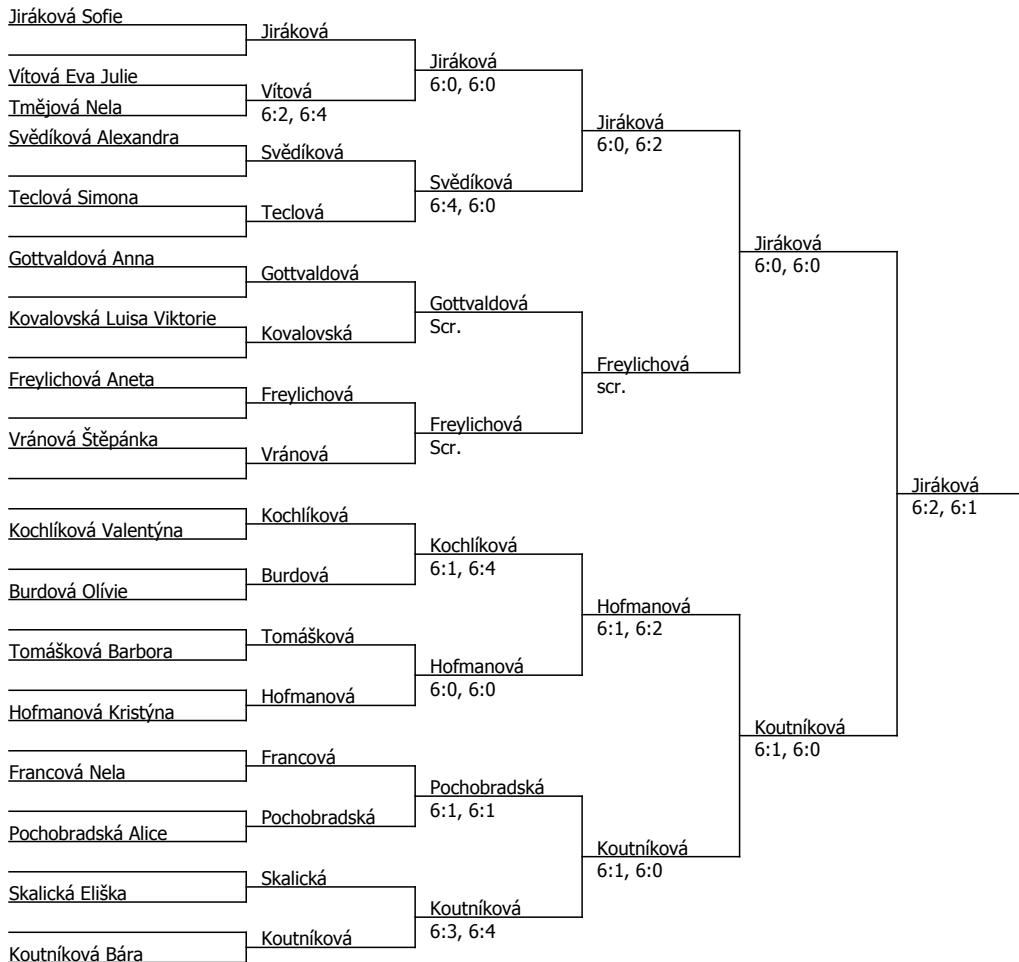 Jiráková Sofie
Vítová Eva Julie
Tmějová Nela
Svědíková Alexandra
Teclová Simona
Gottvaldová Anna
Kovalovská Luisa Viktorie
Freylichová Aneta
Vránová Štěpánka
Kochlíková Valentýna
Burdová Olívie
Tomášková Barbora
Hofmanová Kristýna
Francová Nela
Pochobradská Alice
Skalická Eliška
Koutníková Bára
Jiráková
Vítová
6:2, 6:4
Svědíková
Teclová
Gottvaldová
Kovalovská
Freylichová
Vránová
Kochlíková
Burdová
Tomášková
Hofmanová
Francová
Pochobradská
Skalická
Koutníková
Jiráková
6:0, 6:0
Svědíková
6:4, 6:0
Gottvaldová
Scr.
Freylichová
Scr.
Kochlíková
6:1, 6:4
Hofmanová
6:0, 6:0
Pochobradská
6:1, 6:1
Koutníková
6:3, 6:4
Jiráková
6:0, 6:2
Freylichová
scr.
Hofmanová
6:1, 6:2
Koutníková
6:1, 6:0
Jiráková
6:0, 6:0
Koutníková
6:1, 6:0
Jiráková
6:2, 6:1